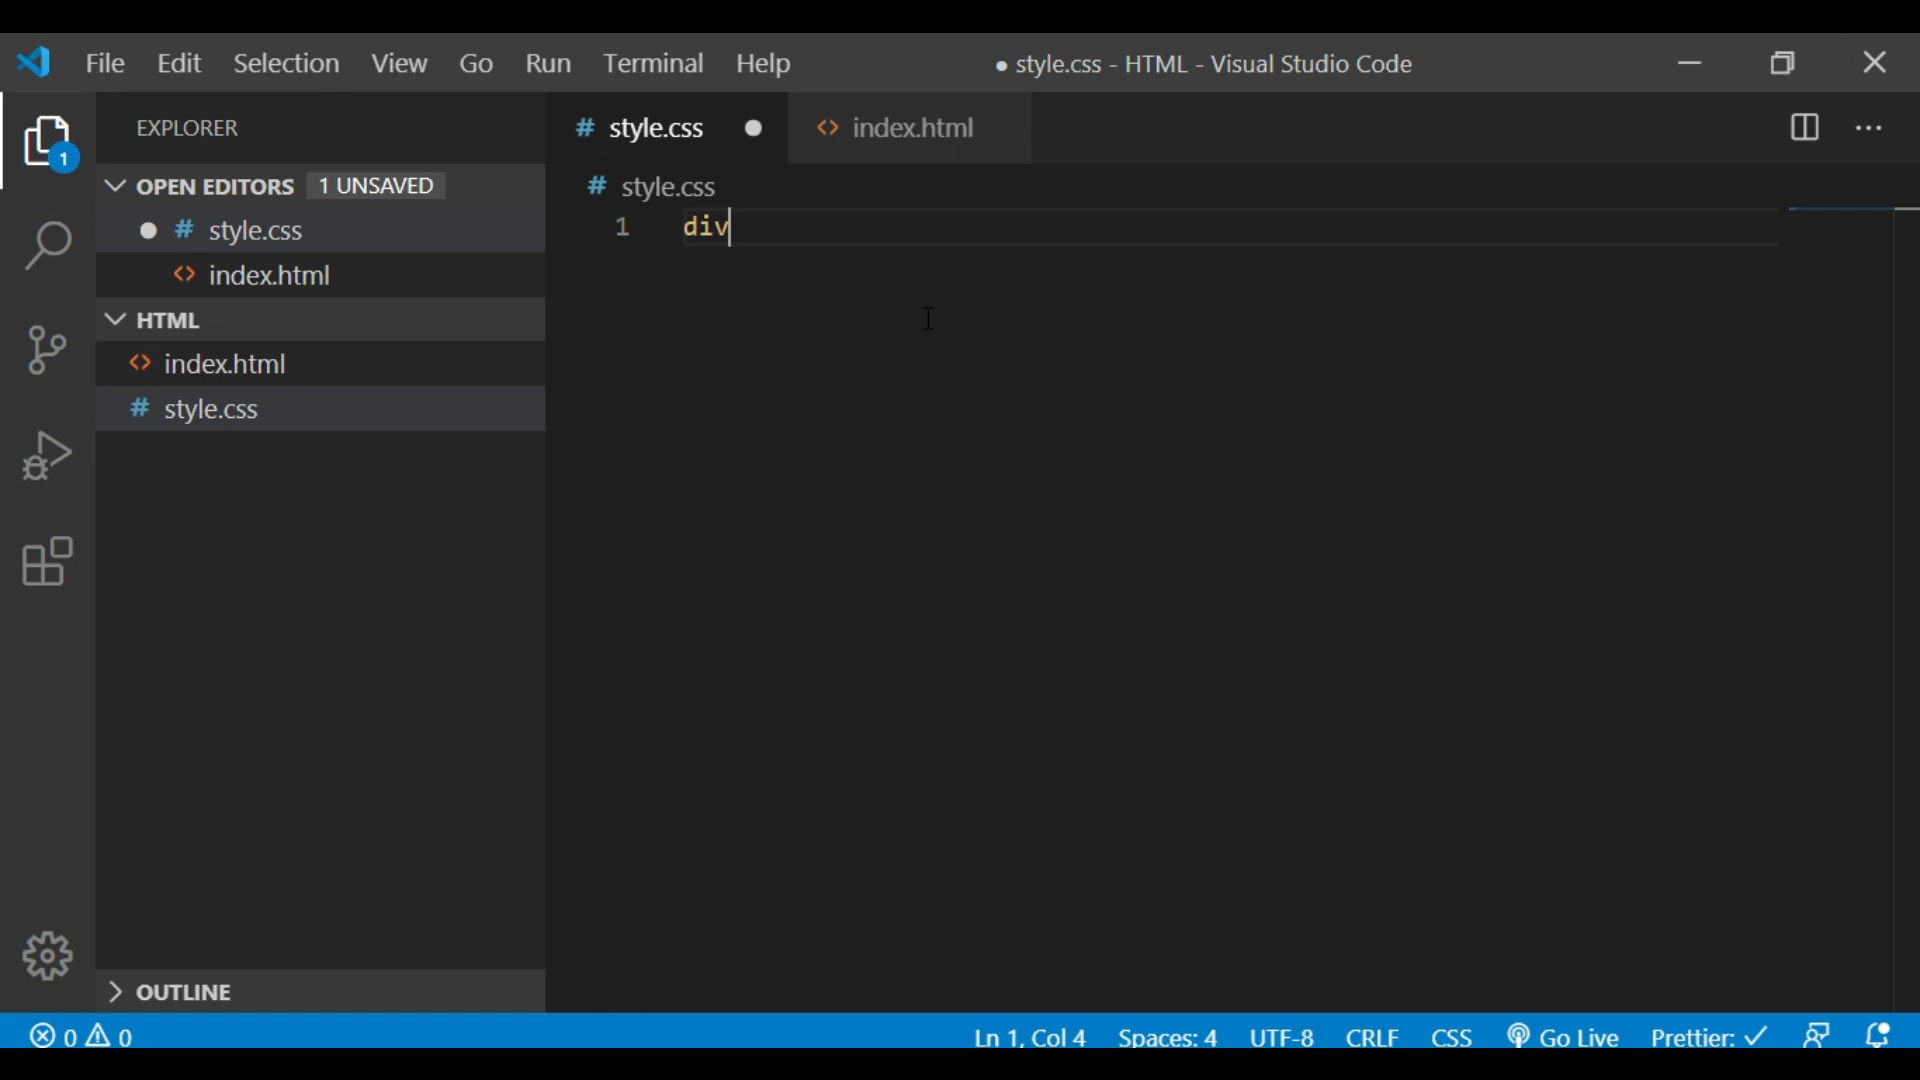 File Edit Selection View Go Run Terminal Help ● style.css - HTML - Visual Studio Code
EXPLORER
1
OPEN EDITORS 1 UNSAVED
# style.css
<> index.html
HTML
<> index.html
# style.css
OUTLINE
# style.css ● <> index.html ...
# style.css
1 div
0 0 Ln 1, Col 4 Spaces: 4 UTF-8 CRLF CSS Go Live Prettier: ✓